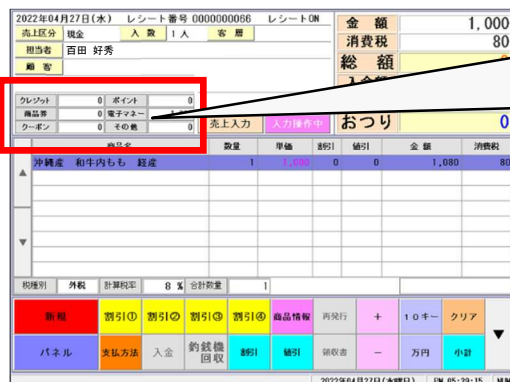 2022年04月27日(水) レシート番号 0000000066 レシートON
売上区分 現金 入数 1人 客層
担当者 百田 好秀
顧客
金額 1,000
消費税 80
総額
クレジット 0 ポイント 0
商品券 0 電子マネー
クーポン 0 その他 0
売上入力 入力操作中
おつり 0
商品名 数量 単価 割引 値引 金額 消費税
沖縄産 和牛内もも 経産 1 1,000 0 0 1,080 80
税種別 外税 計算税率 8 % 合計数量 1
新規 割引① 割引② 割引③ 割引④ 商品情報 再発行 + 10キー クリア
パネル 支払方法 入金 釣銭機回収 割引 値引 領収書 - 万円 小計 ▼
2022年04月27日(水曜日) PM 05:39:15